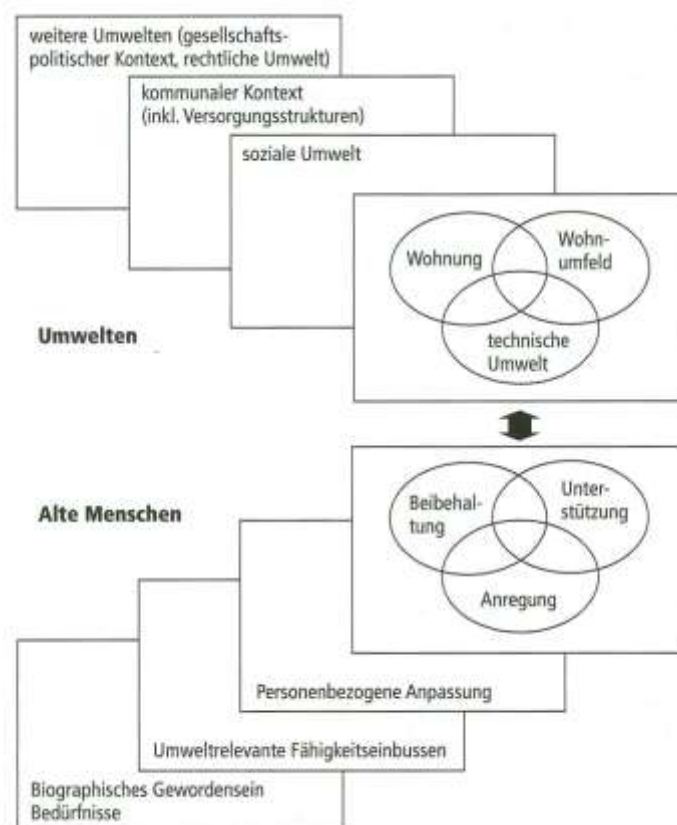 weitere Umwelten (gesellschafts-
politischer Kontext, rechtliche Umwelt)
kommunaler Kontext
(inkl. Versorgungsstrukturen)
soziale Umwelt
Wohnung
Wohn-
umfeld
technische
Umwelt
Umwelten
Alte Menschen
Beibehal-
tung
Unter-
stützung
Anregung
Personenbezogene Anpassung
Umweltrelevante Fähigkeitseinbussen
Biographisches Gewordensein
Bedürfnisse